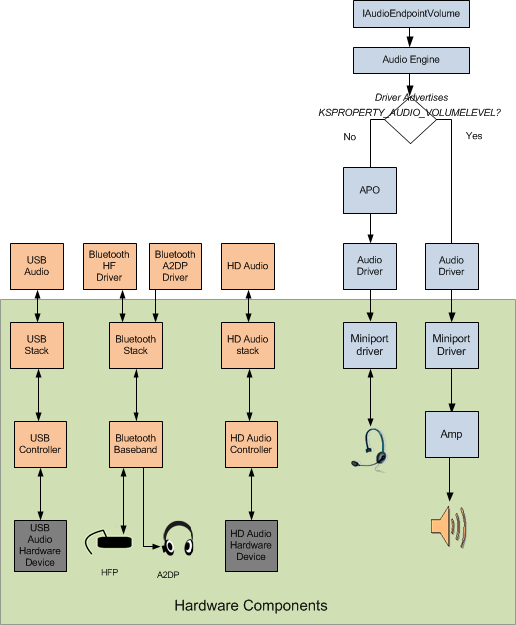 IAudioEndpointVolume
Audio Engine
Driver Advertises
KSPROPERTY_AUDIO_VOLUMELEVEL?
No
Yes
APO
USB
Audio
Bluetooth
HF
Driver
Bluetooth
A2DP
Driver
HD Audio
Audio
Driver
Audio
Driver
USB
Stack
Bluetooth
Stack
HD Audio
stack
Miniport
driver
Miniport
Driver
USB
Controller
Bluetooth
Baseband
HD Audio
Controller
Amp
USB
Audio
Hardware
Device
HFP
A2DP
HD Audio
Hardware
Device
Hardware Components